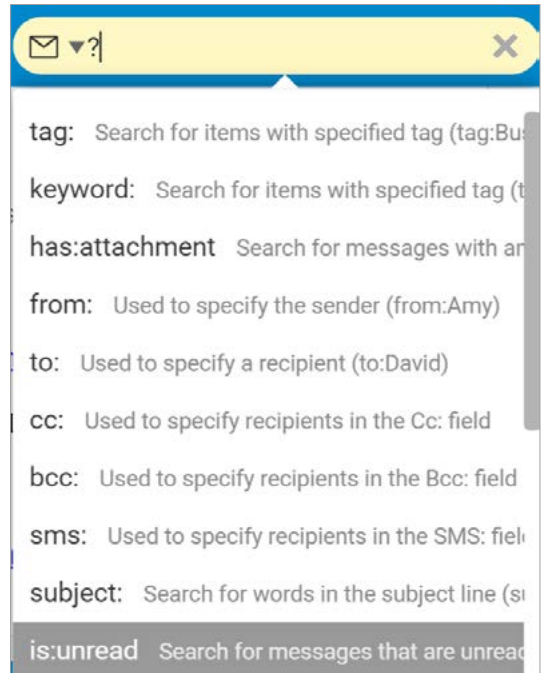 ?
tag: Search for items with specified tag (tag:Bu
keyword: Search for items with specified tag (t
has:attachment Search for messages with an
from: Used to specify the sender (from:Amy)
to: Used to specify a recipient (to:David)
cc: Used to specify recipients in the Cc: field
bcc: Used to specify recipients in the Bcc: field
sms: Used to specify recipients in the SMS: field
subject: Search for words in the subject line (su
is:unread Search for messages that are unread